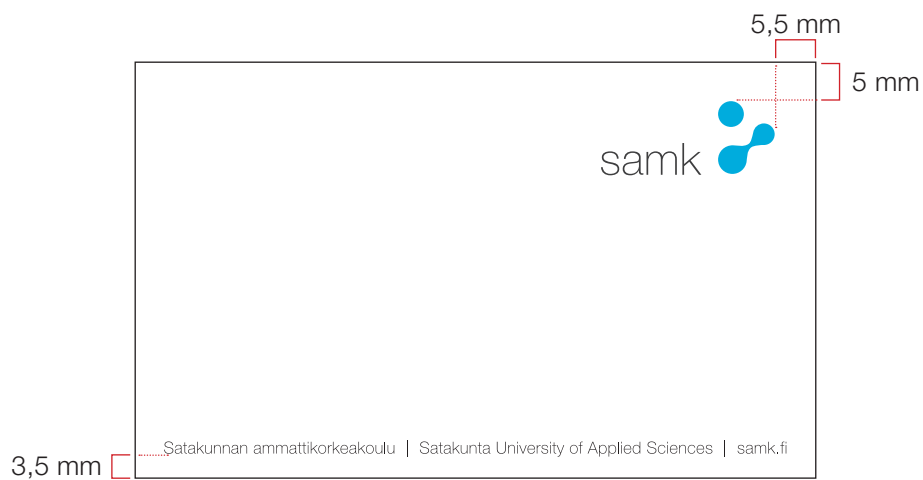 5,5 mm
5 mm
samk
Satakunnan ammattikorkeakoulu | Satakunta University of Applied Sciences | samk.fi
3,5 mm